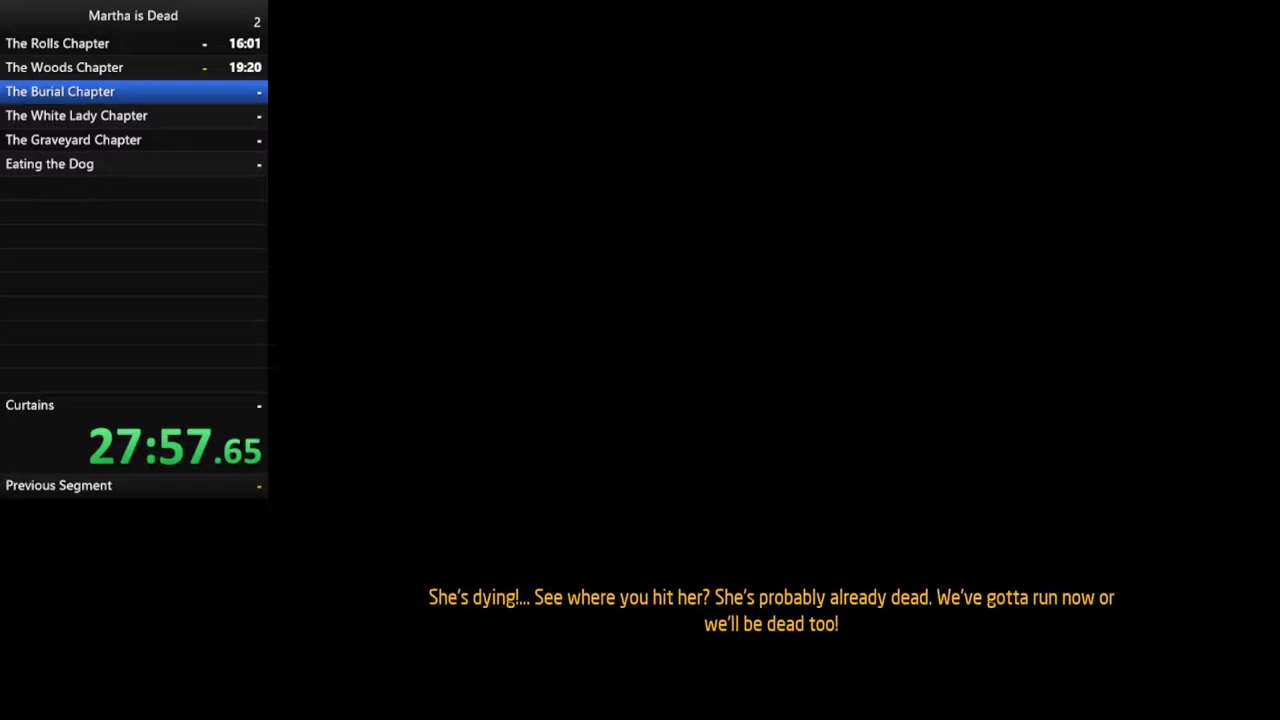 Martha is Dead
2
The Rolls Chapter - 16:01
The Woods Chapter - 19:20
The Burial Chapter -
The White Lady Chapter -
The Graveyard Chapter -
Eating the Dog -
Curtains -
27:57.65
Previous Segment -
She's dying!... See where you hit her? She's probably already dead. We've gotta run now or
we'll be dead too!